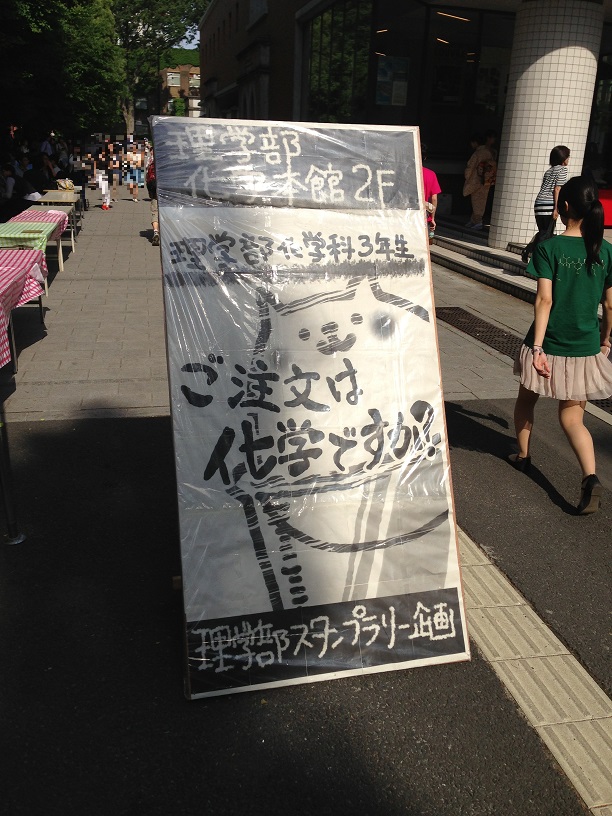 理学部
化学本館2F
理学部化学科3年生
ご注文は
化学ですか?
理学部スタンプラリー企画